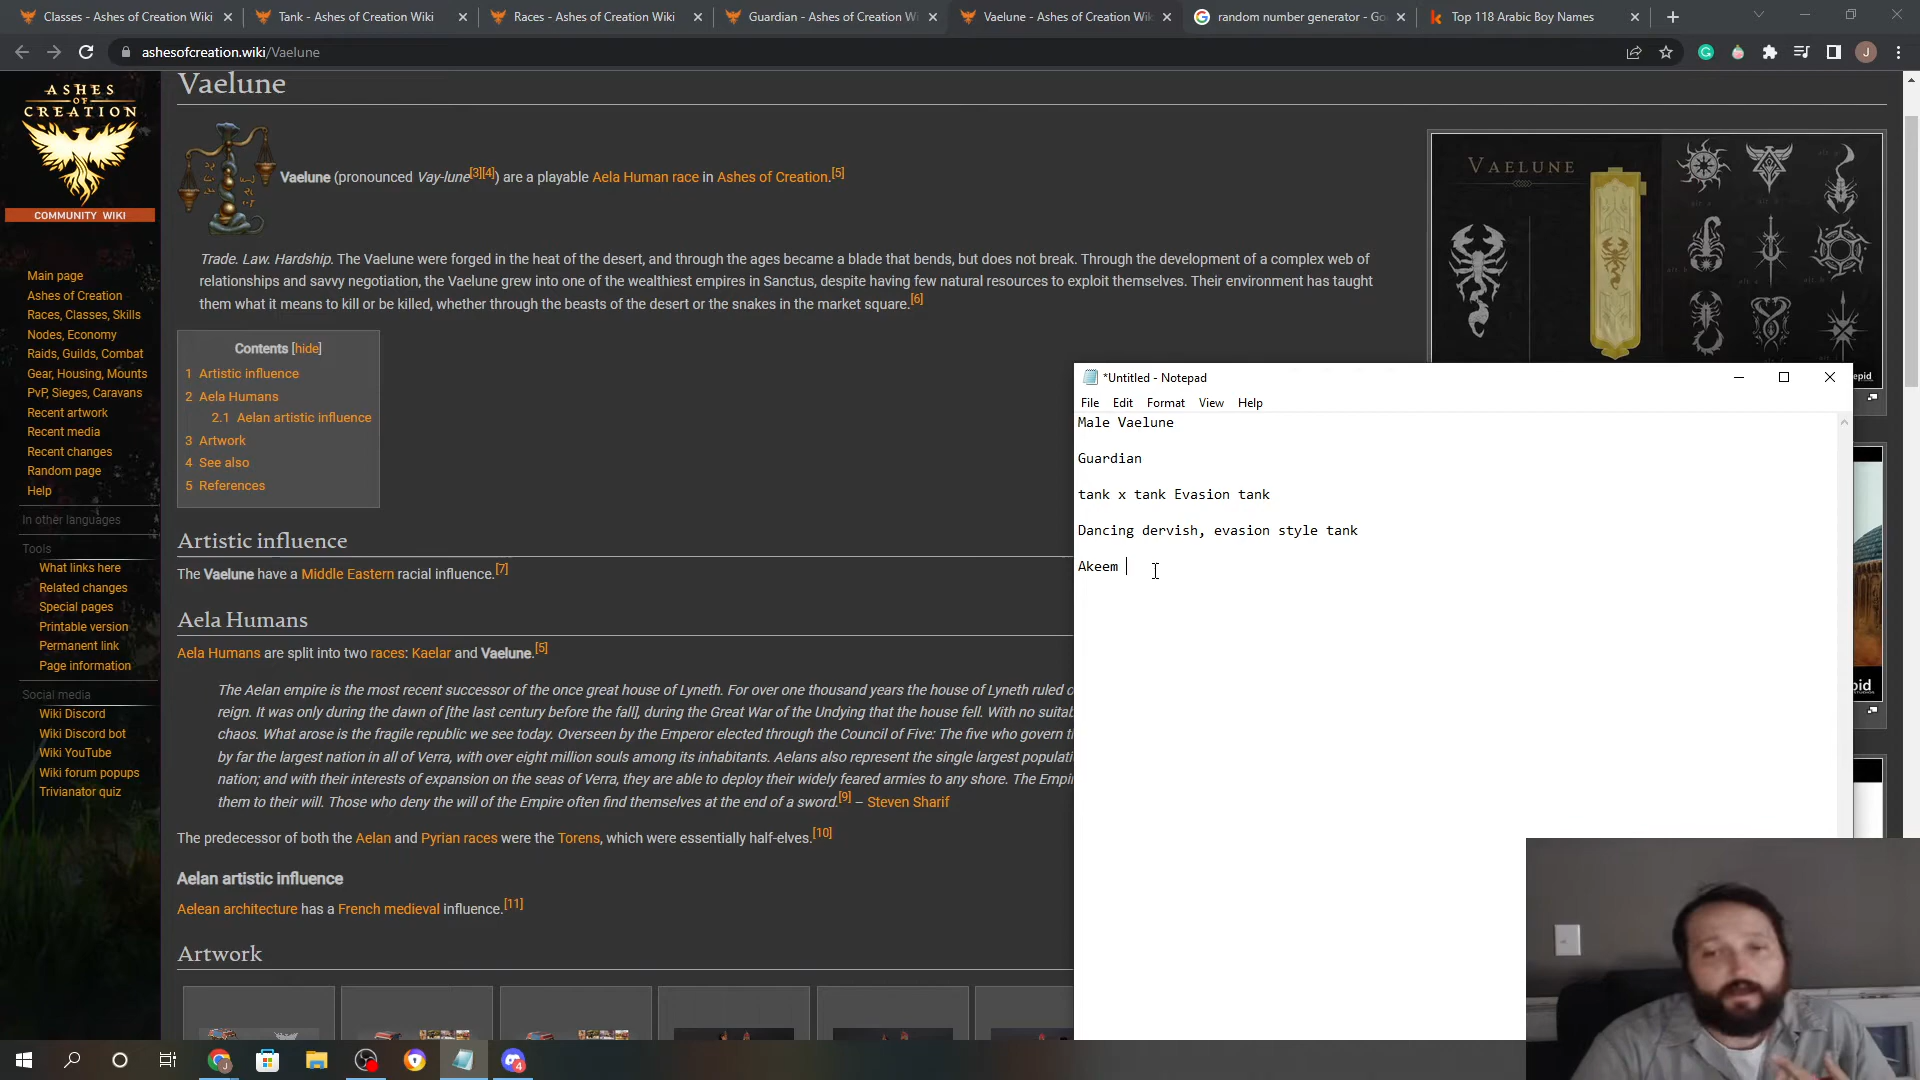 Classes - Ashes of Creation Wiki
Tank - Ashes of Creation Wiki
Races - Ashes of Creation Wiki
Guardian - Ashes of Creation Wi
Vaelune - Ashes of Creation Wik
random number generator - Go
Top 118 Arabic Boy Names
ashesofcreation.wiki/Vaelune
J
ASHES
OF
CREATION
COMMUNITY WIKI
Main page
Ashes of Creation
Races, Classes, Skills
Nodes, Economy
Raids, Guilds, Combat
Gear, Housing, Mounts
PvP, Sieges, Caravans
Recent artwork
Recent media
Recent changes
Random page
Help
In other languages
Tools
What links here
Related changes
Special pages
Printable version
Permanent link
Page information
Social media
Wiki Discord
Wiki Discord bot
Wiki YouTube
Wiki forum popups
Trivianator quiz
Vaelune
Vaelune (pronounced Vay-lune[3][4]) are a playable Aela Human race in Ashes of Creation.[5]
Trade. Law. Hardship. The Vaelune were forged in the heat of the desert, and through the ages became a blade that bends, but does not break. Through the development of a complex web of
relationships and savvy negotiation, the Vaelune grew into one of the wealthiest empires in Sanctus, despite having few natural resources to exploit themselves. Their environment has taught
them what it means to kill or be killed, whether through the beasts of the desert or the snakes in the market square.[6]
Contents [hide]
1 Artistic influence
2 Aela Humans
2.1 Aelan artistic influence
3 Artwork
4 See also
5 References
Artistic influence
The Vaelune have a Middle Eastern racial influence.[7]
Aela Humans
Aela Humans are split into two races: Kaelar and Vaelune.[5]
The Aelan empire is the most recent successor of the once great house of Lyneth. For over one thousand years the house of Lyneth ruled o
reign. It was only during the dawn of [the last century before the fall], during the Great War of the Undying that the house fell. With no suitab
chaos. What arose is the fragile republic we see today. Overseen by the Emperor elected through the Council of Five: The five who govern t
by far the largest nation in all of Verra, with over eight million souls among its inhabitants. Aelans also represent the single largest populati
nation; and with their interests of expansion on the seas of Verra, they are able to deploy their widely feared armies to any shore. The Empi
them to their will. Those who deny the will of the Empire often find themselves at the end of a sword.[9] – Steven Sharif
The predecessor of both the Aelan and Pyrian races were the Torens, which were essentially half-elves.[10]
Aelan artistic influence
Aelean architecture has a French medieval influence.[11]
Artwork
VAELUNE
epid
pid
*Untitled - Notepad
File Edit Format View Help
Male Vaelune
Guardian
tank x tank Evasion tank
Dancing dervish, evasion style tank
Akeem
J
4